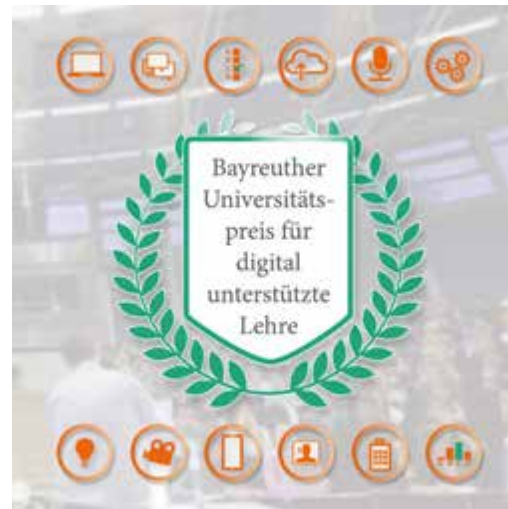 Bayreuther
Universitäts-
preis für
digital
unterstützte
Lehre